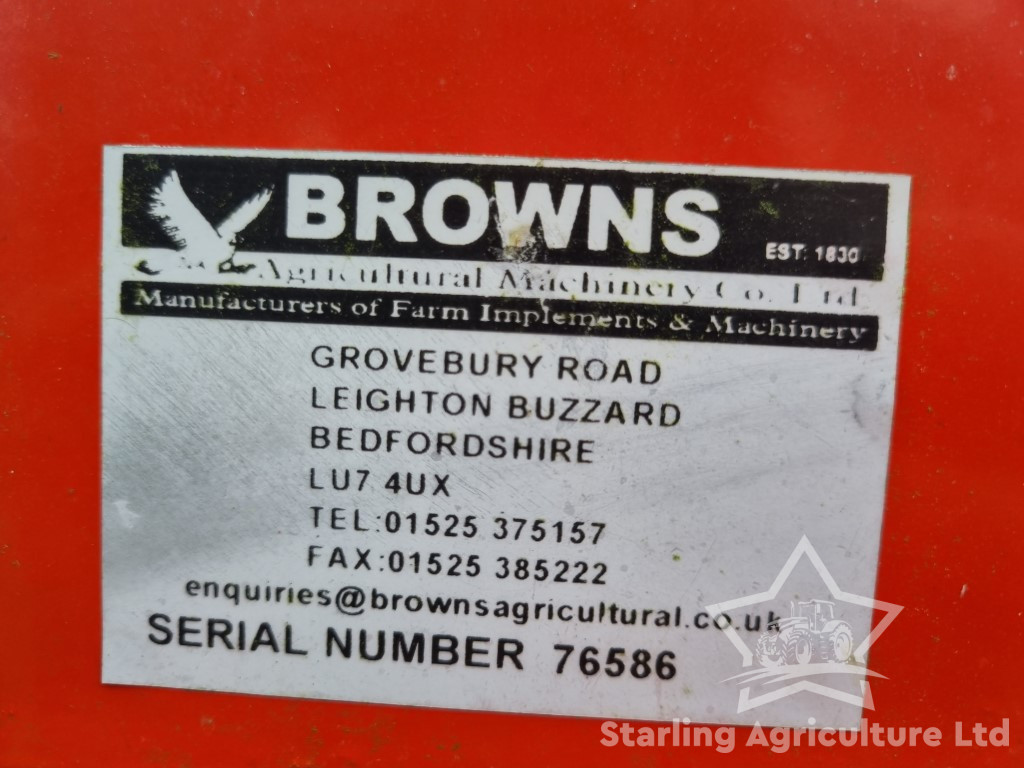 BROWNS
EST: 1830
Agricultural Machinery Co. Ltd.
Manufacturers of Farm Implements & Machinery
GROVEBURY ROAD
LEIGHTON BUZZARD
BEDFORDSHIRE
LU7 4UX
TEL:01525 375157
FAX:01525 385222
enquiries@brownsagricultural.co.uk
SERIAL NUMBER 76586
Starling Agriculture Ltd